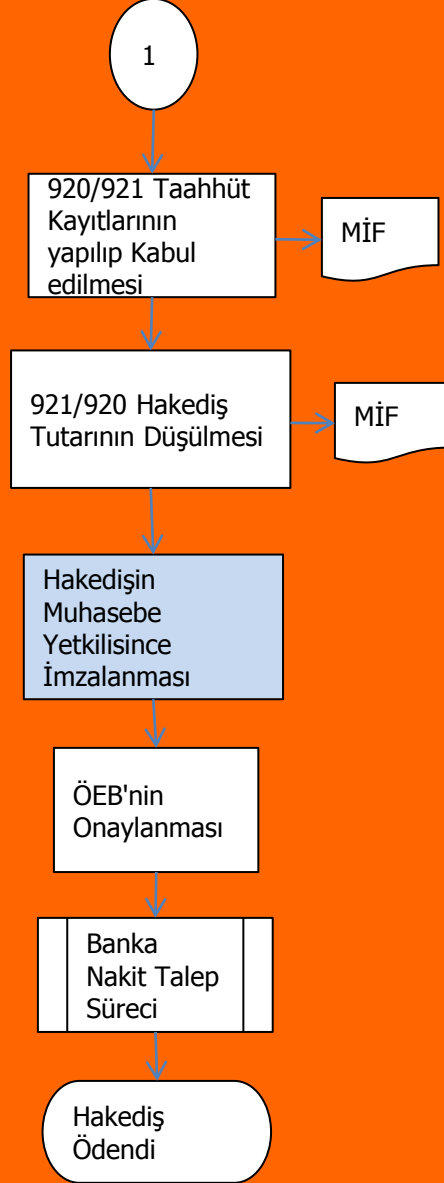 1
920/921 Taahhüt
Kayıtlarının
yapılıp Kabul
edilmesi
MİF
921/920 Hakediş
Tutarının Düşülmesi
MİF
Hakedişin
Muhasebe
Yetkilisince
İmzalanması
ÖEB'nin
Onaylanması
Banka
Nakit Talep
Süreci
Hakediş
Ödendi